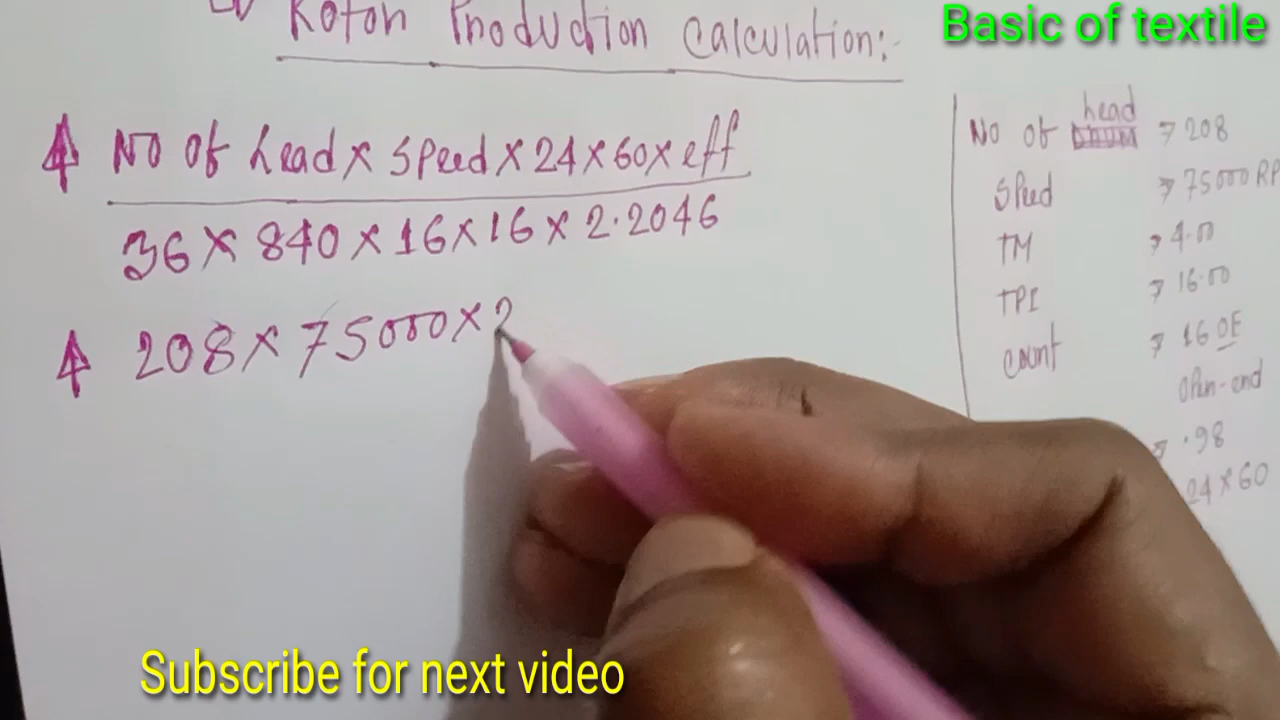 Basic of textile
Roton Production Calculation:-
No of head × Speed × 24 × 60 × eff
36 × 840 × 16 × 16 × 2.2046
208 × 75000 × 2
No of head 208
Speed 75000 RP
TM 4.00
TPI 16.00
Count 16 OE
Open-end
.98
24 × 60
Subscribe for next video